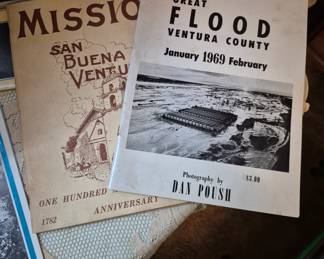 MISSIO
SAN
BUENA
VENTU
ONE HUNDRED
ANNIVERSARY
1782
GREAT
FLOOD
VENTURA COUNTY
January 1969 February
Photography by
DAN POUSH
$3.00